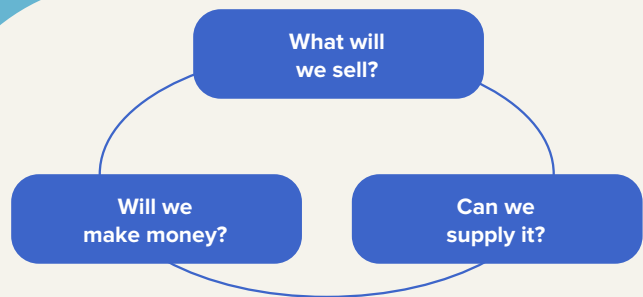 What will
we sell?
Will we
make money?
Can we
supply it?